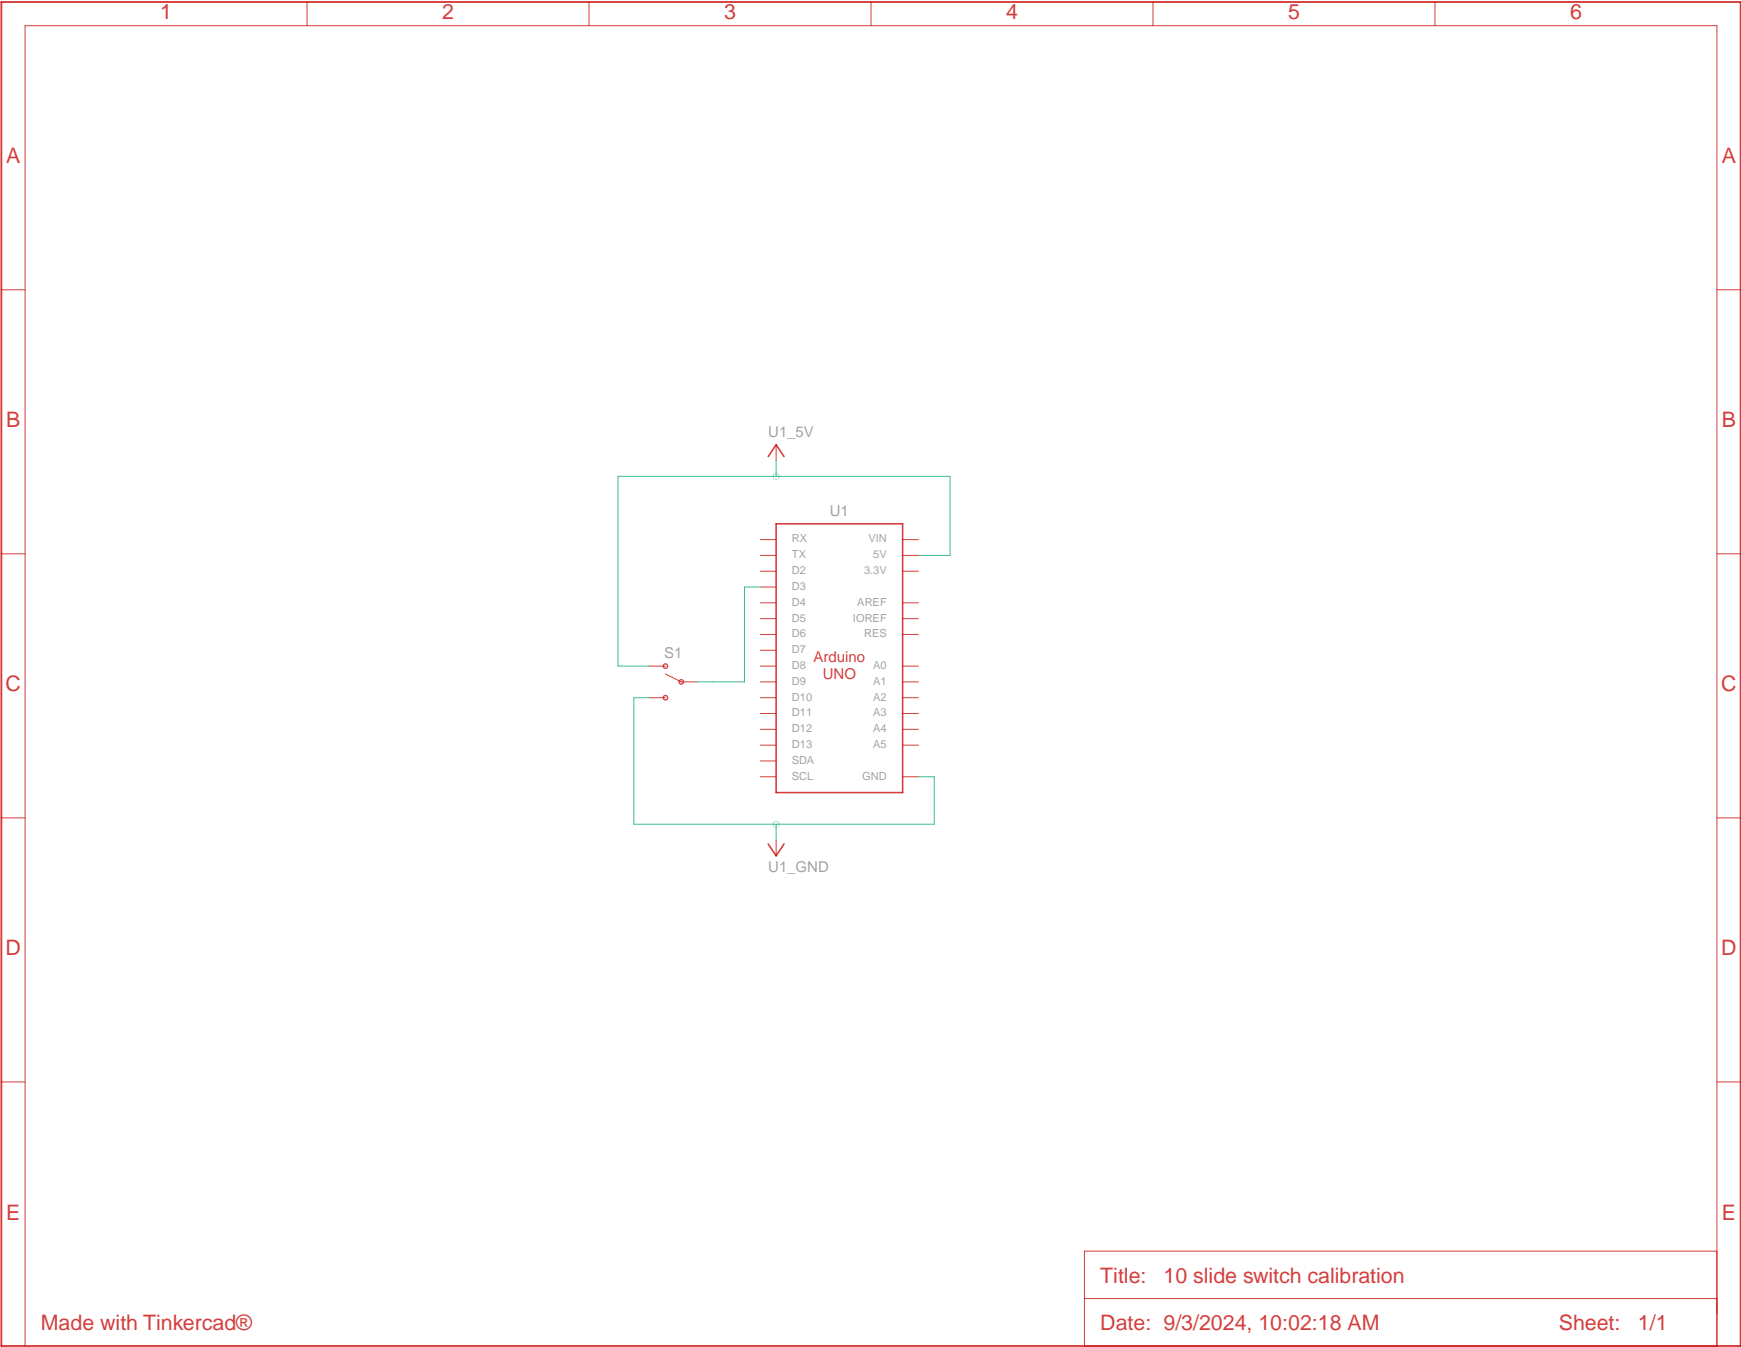 1 2 3 4 5 6
A A
B B
U1_5V
U1
RX VIN
TX 5V
D2 3.3V
D3
D4 AREF
D5 IOREF
D6 RES
S1
D7
Arduino
D8 A0
UNO
D9 A1
C C
D10 A2
D11 A3
D12 A4
D13 A5
SDA
SCL GND
U1_GND
D D
E E
Title: 10 slide switch calibration
Made with Tinkercad®
Date: 9/3/2024, 10:02:18 AM Sheet: 1/1